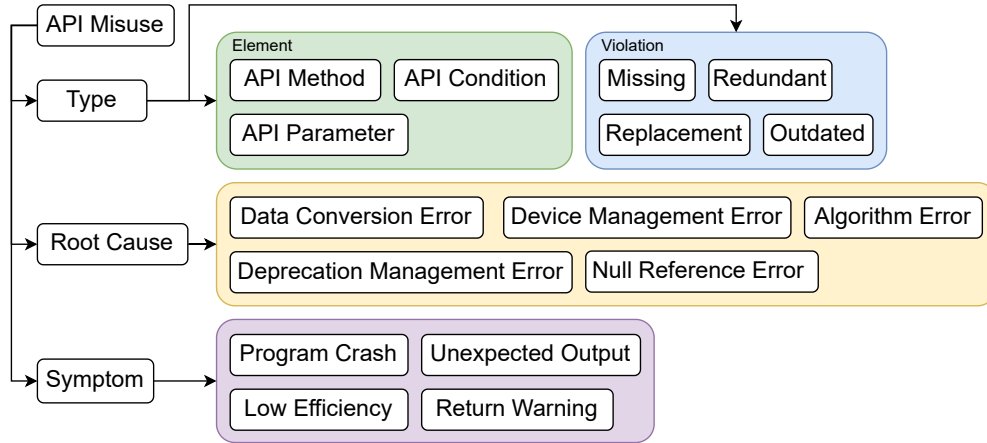 API Misuse
Type
Element
API Method
API Condition
API Parameter
Violation
Missing
Redundant
Replacement
Outdated
Root Cause
Data Conversion Error
Device Management Error
Algorithm Error
Deprecation Management Error
Null Reference Error
Symptom
Program Crash
Unexpected Output
Low Efficiency
Return Warning